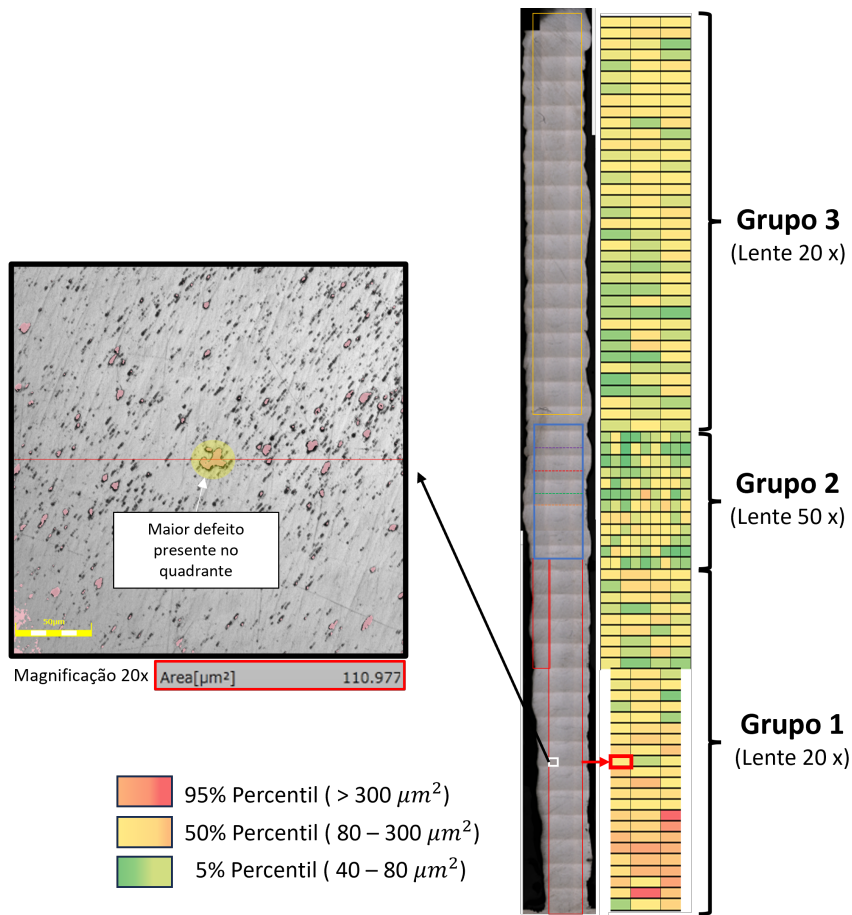 Grupo 3
(Lente 20 x)
Grupo 2
(Lente 50 x)
Maior defeito
presente no
quadrante
50µm
Magnificação 20x
Area[µm²] 110.977
Grupo 1
(Lente 20 x)
95% Percentil ( > 300 µm²)
50% Percentil ( 80 – 300 µm²)
5% Percentil ( 40 – 80 µm²)